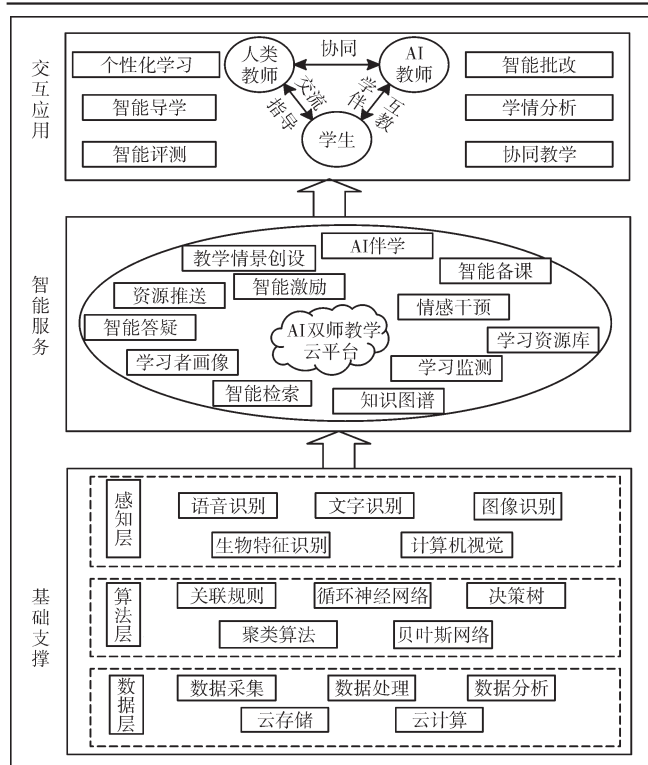 交互应用
人类教师
协同
AI教师
交流
指导
学伴
互教
学生
个性化学习
智能导学
智能评测
智能批改
学情分析
协同教学
智能服务
AI伴学
教学情景创设
智能备课
资源推送
智能激励
情感干预
智能答疑
AI双师教学
云平台
学习资源库
学习者画像
学习监测
智能检索
知识图谱
基础支撑
感知层
语音识别
文字识别
图像识别
生物特征识别
计算机视觉
算法层
关联规则
循环神经网络
决策树
聚类算法
贝叶斯网络
数据层
数据采集
数据处理
数据分析
云存储
云计算